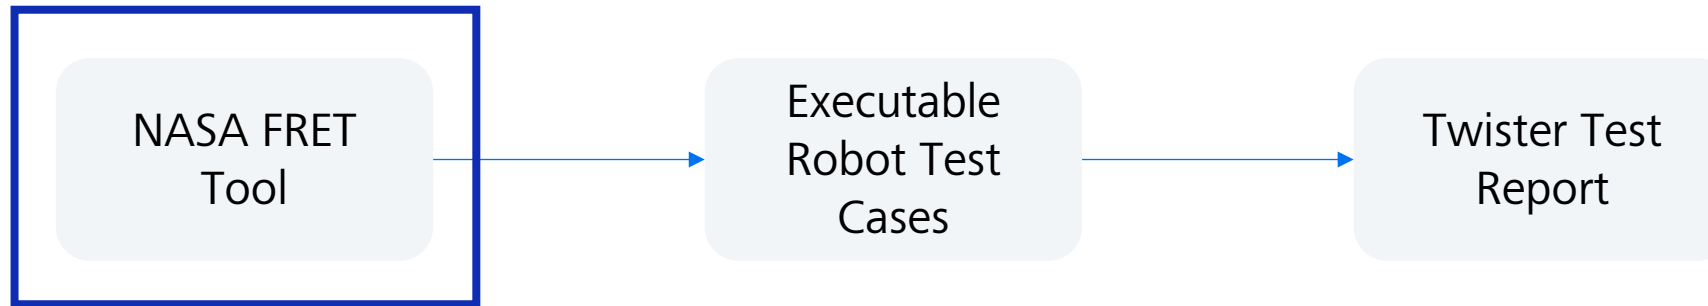 NASA FRET
Tool
Executable
Robot Test
Cases
Twister Test
Report